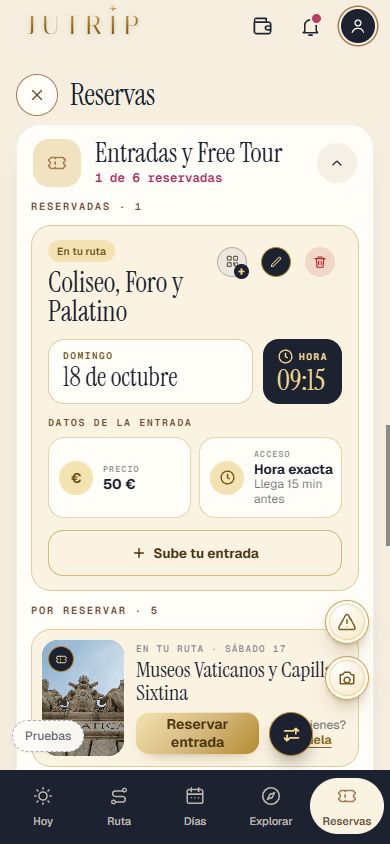 JUTRIP
Reservas
Entradas y Free Tour
1 de 6 reservadas
RESERVADAS · 1
En tu ruta
Coliseo, Foro y
Palatino
DOMINGO
18 de octubre
HORA
09:15
DATOS DE LA ENTRADA
€
PRECIO
50 €
ACCESO
Hora exacta
Llega 15 min
antes
+ Sube tu entrada
POR RESERVAR · 5
EN TU RUTA · SÁBADO 17
Museos Vaticanos y
Sixtina
Reservar
entrada
Pruebas
Hoy
Ruta
Días
Explorar
Reservas